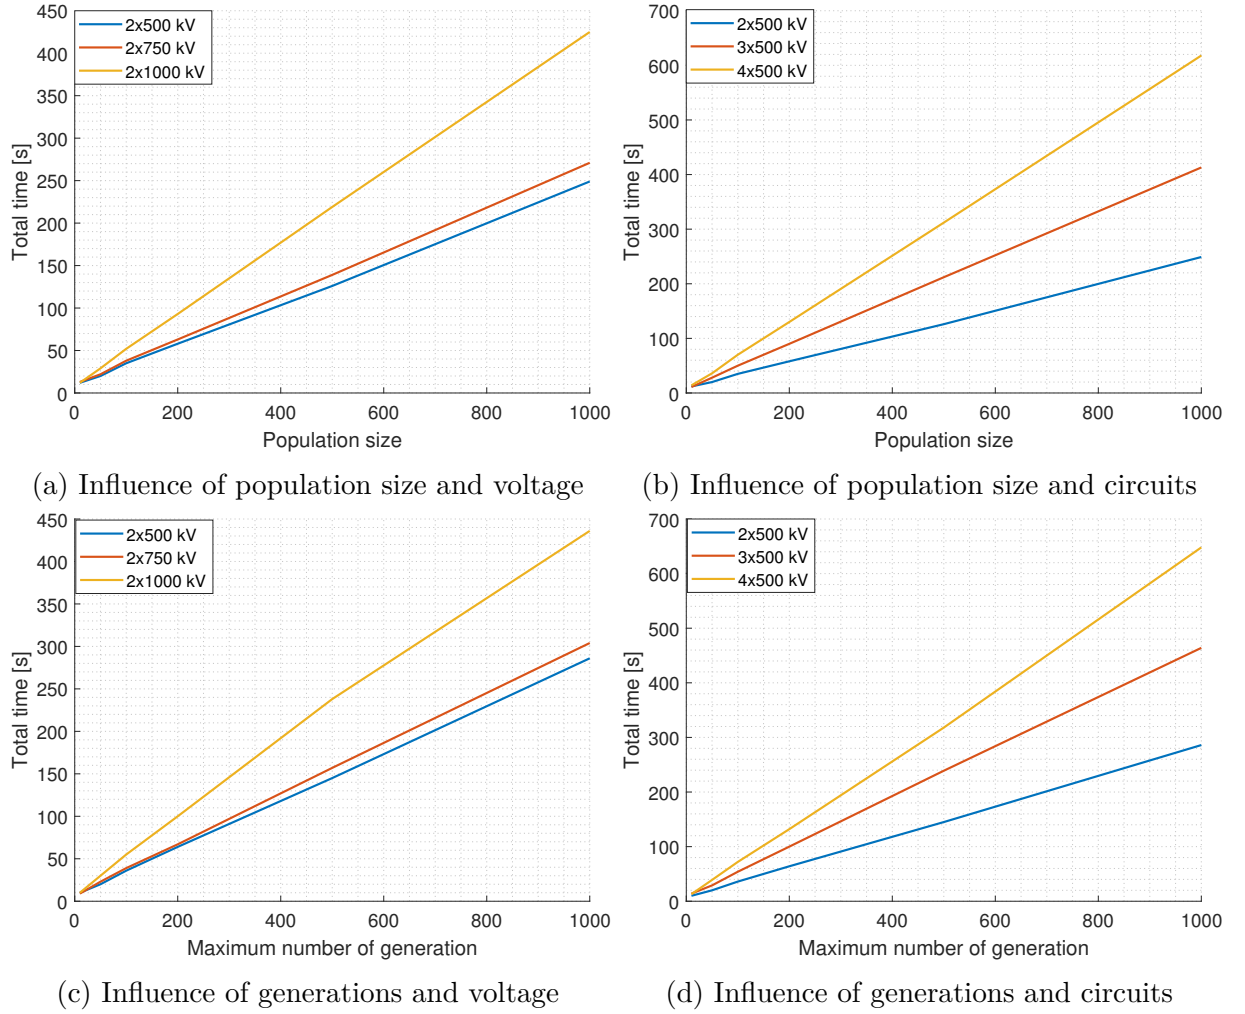 450
400
350
300
250
200
150
100
50
0
Total time [s]
2x500 kV
2x750 kV
2x1000 kV
0 200 400 600 800 1000
Population size
(a) Influence of population size and voltage
700
600
500
400
300
200
100
0
Total time [s]
2x500 kV
3x500 kV
4x500 kV
0 200 400 600 800 1000
Population size
(b) Influence of population size and circuits
450
400
350
300
250
200
150
100
50
0
Total time [s]
2x500 kV
2x750 kV
2x1000 kV
0 200 400 600 800 1000
Maximum number of generation
(c) Influence of generations and voltage
700
600
500
400
300
200
100
0
Total time [s]
2x500 kV
3x500 kV
4x500 kV
0 200 400 600 800 1000
Maximum number of generation
(d) Influence of generations and circuits